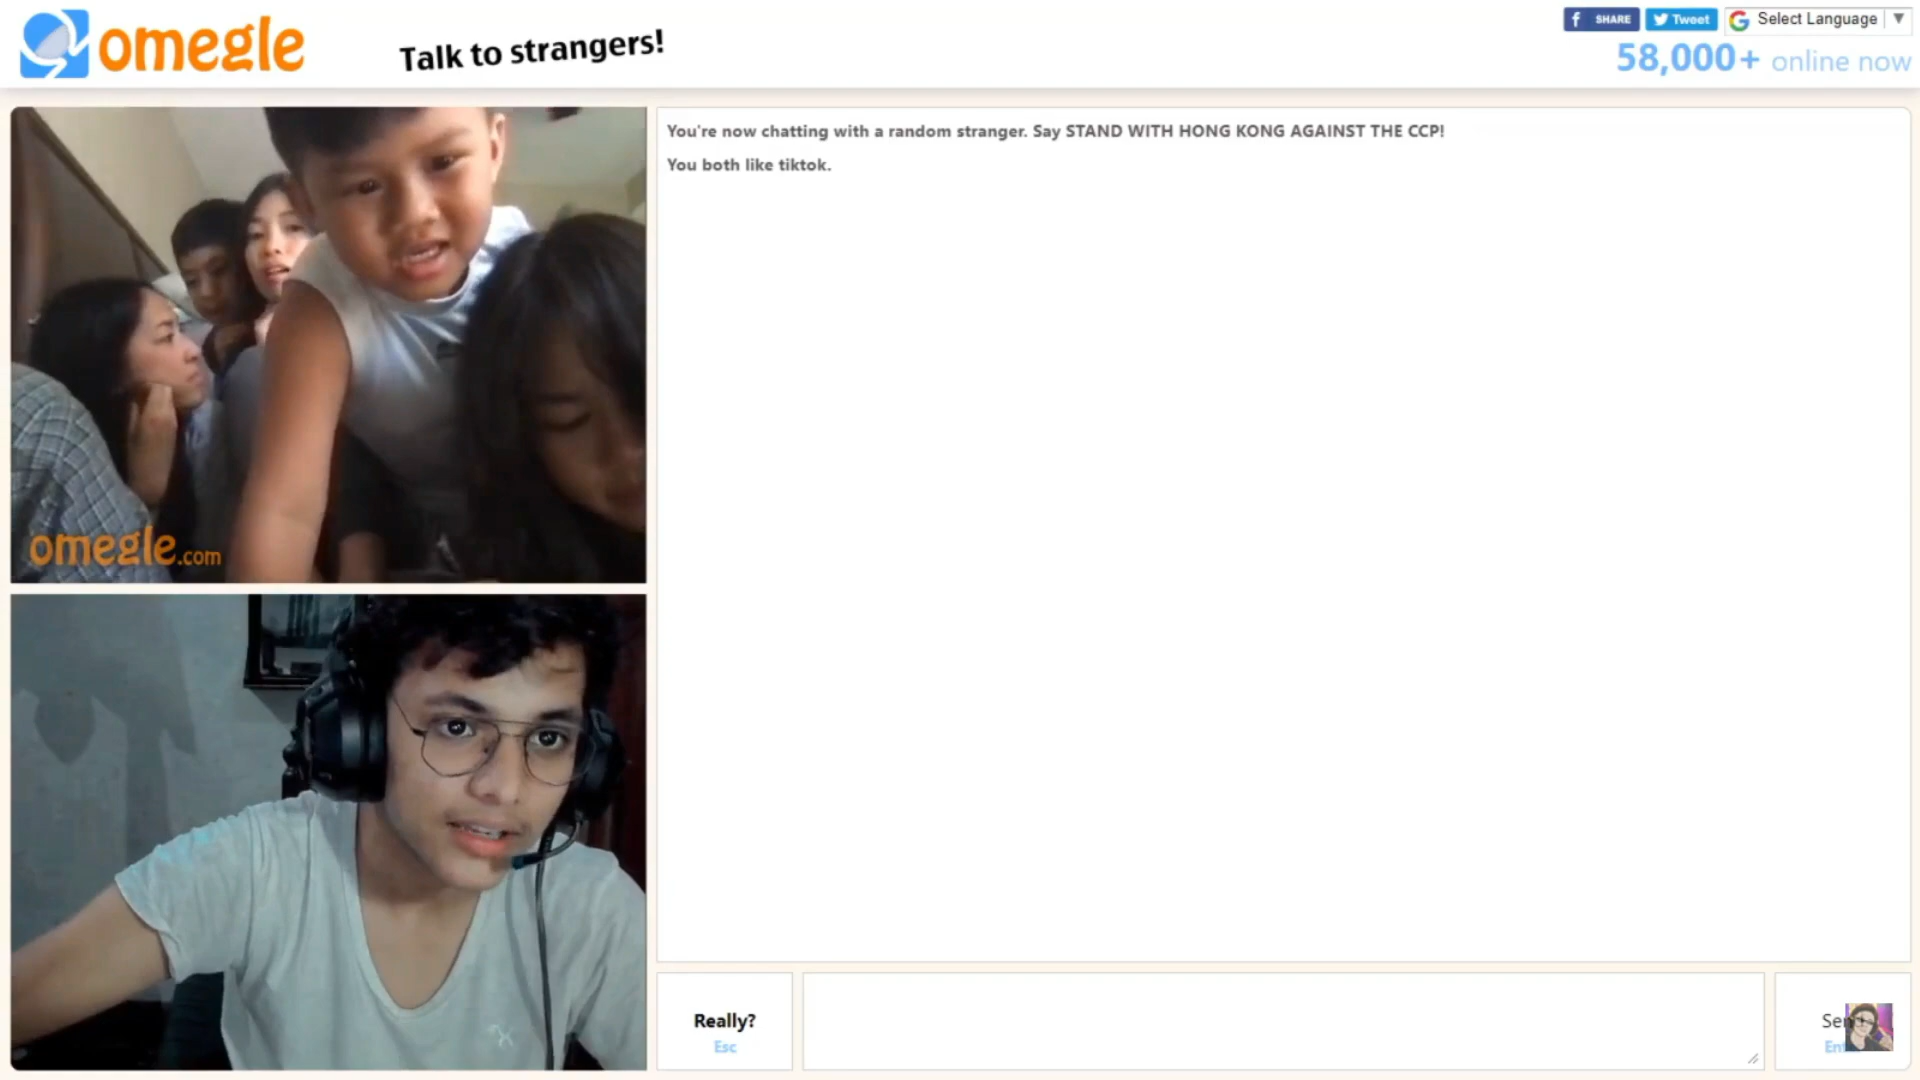 omegle
Talk to strangers!
SHARE
Tweet
Select Language
58,000+ online now
You're now chatting with a random stranger. Say STAND WITH HONG KONG AGAINST THE CCP!
You both like tiktok.
omegle.com
Really?
Esc